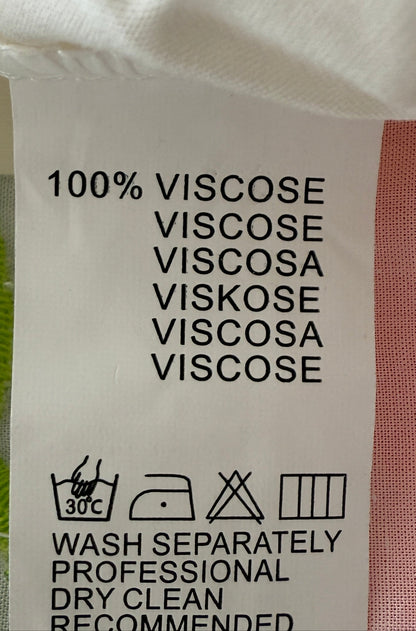 100% VISCOSE
VISCOSE
VISCOSA
VISKOSE
VISCOSA
VISCOSE
30°C
WASH SEPARATELY
PROFESSIONAL
DRY CLEAN
RECOMMENDED